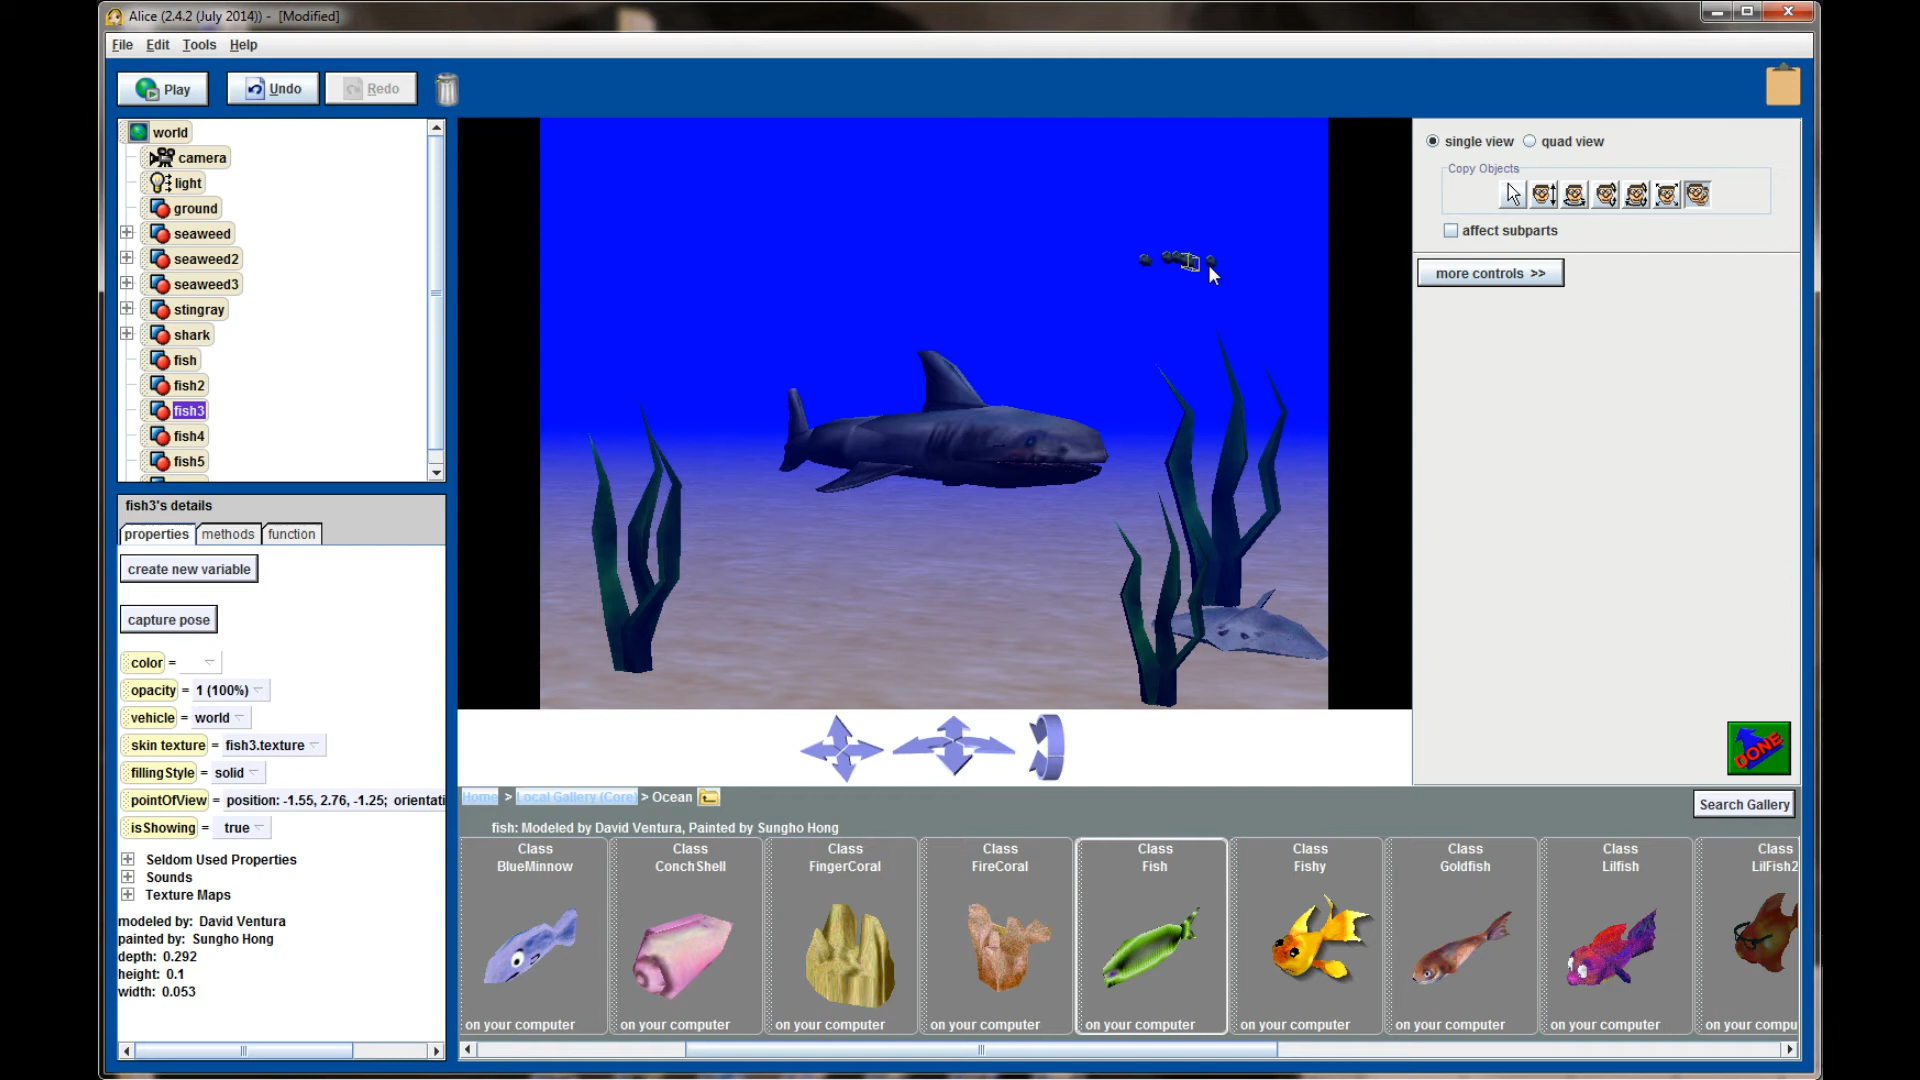 Alice (2.4.2 (July 2014)) - [Modified]
File Edit Tools Help
Play Undo Redo
world
camera
light
ground
seaweed
seaweed2
seaweed3
stingray
shark
fish
fish2
fish3
fish4
fish5
single view quad view
Copy Objects
affect subparts
more controls >>
fish3's details
properties methods function
create new variable
capture pose
color =
opacity = 1 (100%)
vehicle = world
skin texture = fish3.texture
fillingStyle = solid
pointOfView = position: -1.55, 2.76, -1.25; orientati
isShowing = true
Seldom Used Properties
Sounds
Texture Maps
modeled by: David Ventura
painted by: Sungho Hong
depth: 0.292
height: 0.1
width: 0.053
DONE
Home > Local Gallery (Core) > Ocean
Search Gallery
fish: Modeled by David Ventura, Painted by Sungho Hong
Class
BlueMinnow
on your computer
Class
ConchShell
on your computer
Class
FingerCoral
on your computer
Class
FireCoral
on your computer
Class
Fish
on your computer
Class
Fishy
on your computer
Class
Goldfish
on your computer
Class
Lilfish
on your computer
Class
LilFish2
on your compu